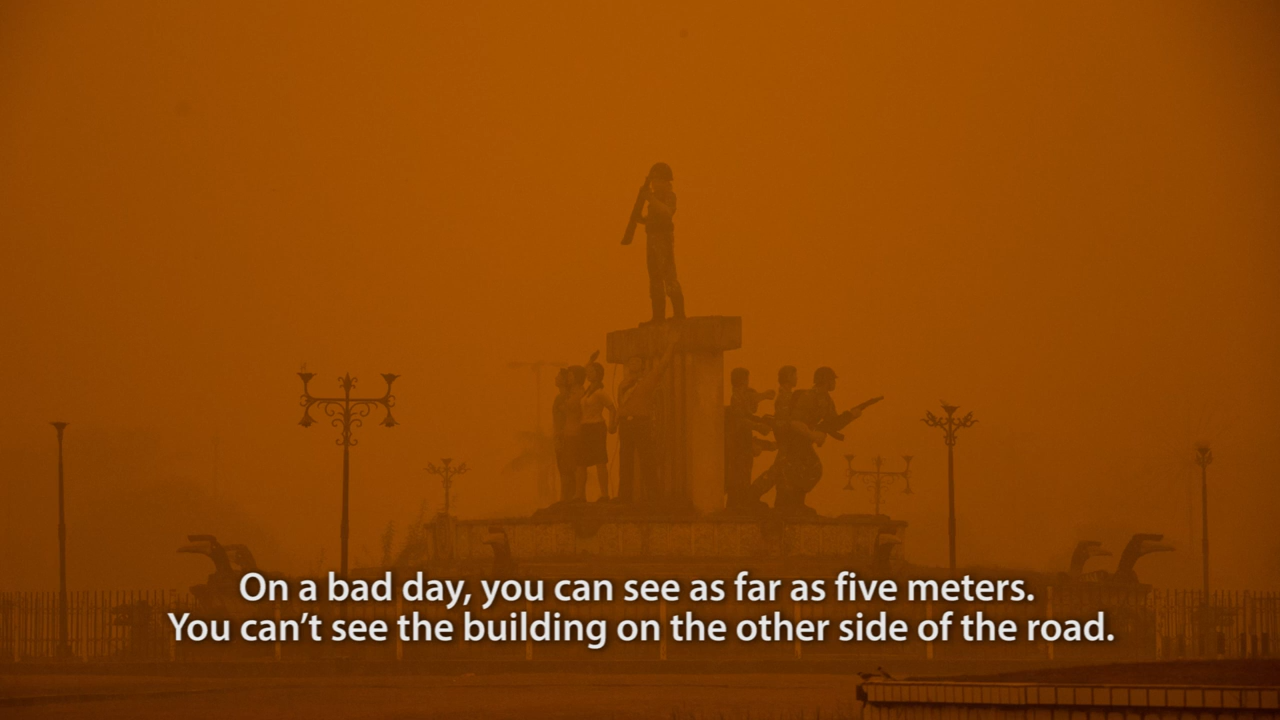 On a bad day, you can see as far as five meters.
You can’t see the building on the other side of the road.